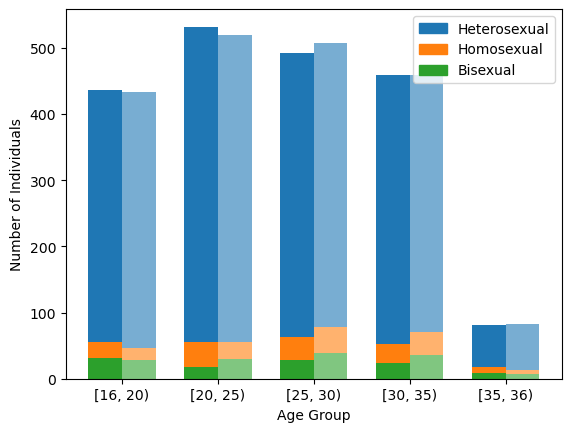 Heterosexual
Homosexual
Bisexual
500
400
300
200
100
0
Number of Individuals
[16, 20)
[20, 25)
[25, 30)
[30, 35)
[35, 36)
Age Group